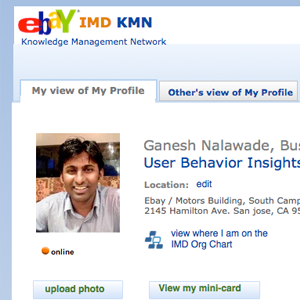 ebaY IMD KMN
Knowledge Management Network
My view of My Profile
Other's view of My Profile
Ganesh Nalawade, Bus
User Behavior Insights
Location: edit
Ebay / Motors Building, South Camp
2145 Hamilton Ave. San jose, CA 95
view where I am on the
IMD Org Chart
online
upload photo
View my mini-card